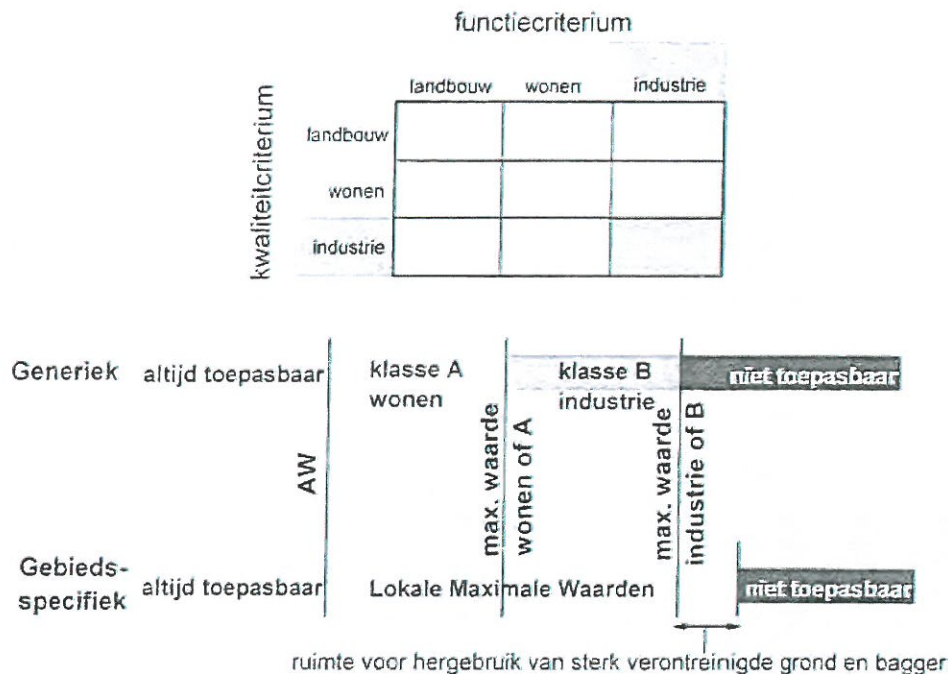 functiecriterium
landbouw wonen industrie
kwaliteitcriterium
landbouw
wonen
industrie
Generiek altijd toepasbaar klasse A klasse B niet toepasbaar
wonen industrie
AW
max. waarde
wonen of A
max. waarde
industrie of B
Gebieds-
specifiek altijd toepasbaar Lokale Maximale Waarden niet toepasbaar
ruimte voor hergebruik van sterk verontreinigde grond en bagger